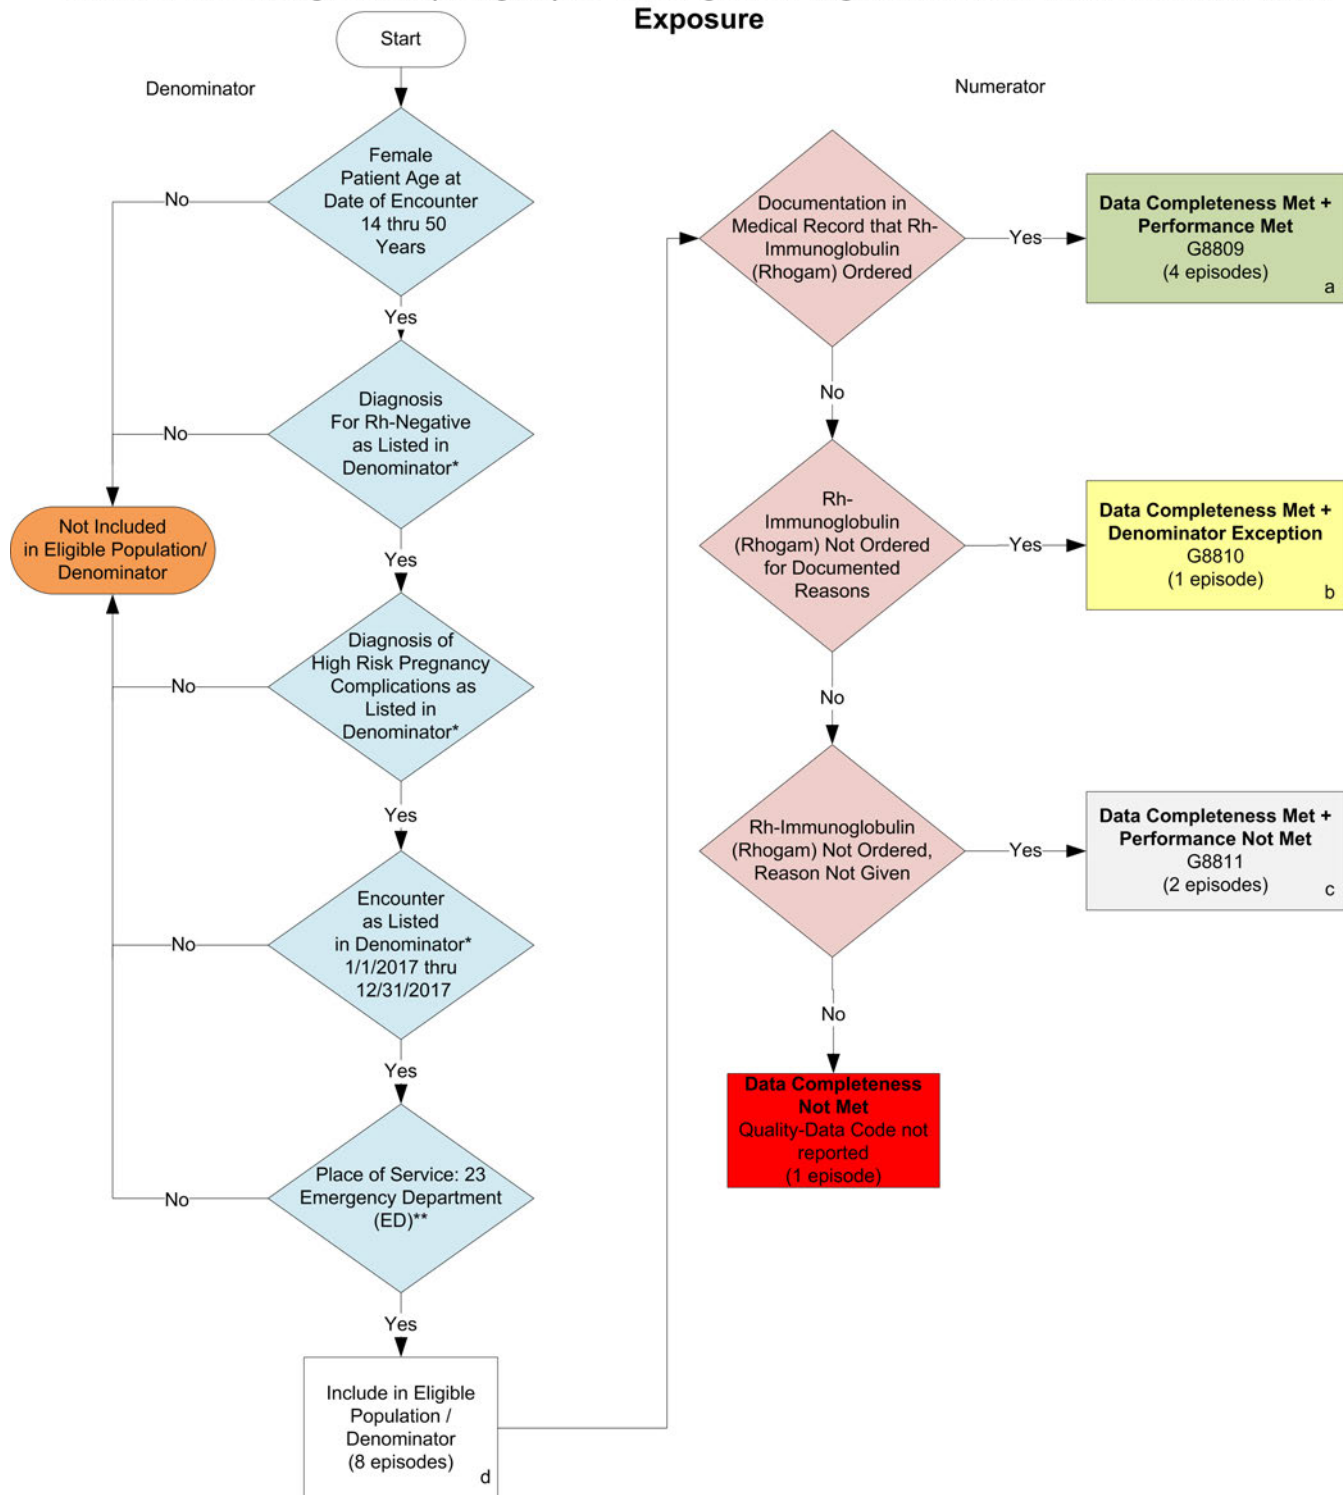 Exposure
Start
Denominator
Numerator
Female
Patient Age at
Date of Encounter
14 thru 50
Years
No
Yes
Diagnosis
For Rh-Negative
as Listed in
Denominator*
No
Yes
Not Included
in Eligible Population/
Denominator
Diagnosis of
High Risk Pregnancy
Complications as
Listed in
Denominator*
No
Yes
Encounter
as Listed
in Denominator*
1/1/2017 thru
12/31/2017
No
Yes
Place of Service: 23
Emergency Department
(ED)**
No
Yes
Include in Eligible
Population /
Denominator
(8 episodes)
d
Documentation in
Medical Record that Rh-
Immunoglobulin
(Rhogam) Ordered
Yes
Data Completeness Met +
Performance Met
G8809
(4 episodes)
a
No
Rh-
Immunoglobulin
(Rhogam) Not Ordered
for Documented
Reasons
Yes
Data Completeness Met +
Denominator Exception
G8810
(1 episode)
b
No
Rh-Immunoglobulin
(Rhogam) Not Ordered,
Reason Not Given
Yes
Data Completeness Met +
Performance Not Met
G8811
(2 episodes)
c
No
Data Completeness
Not Met
Quality-Data Code not
reported
(1 episode)